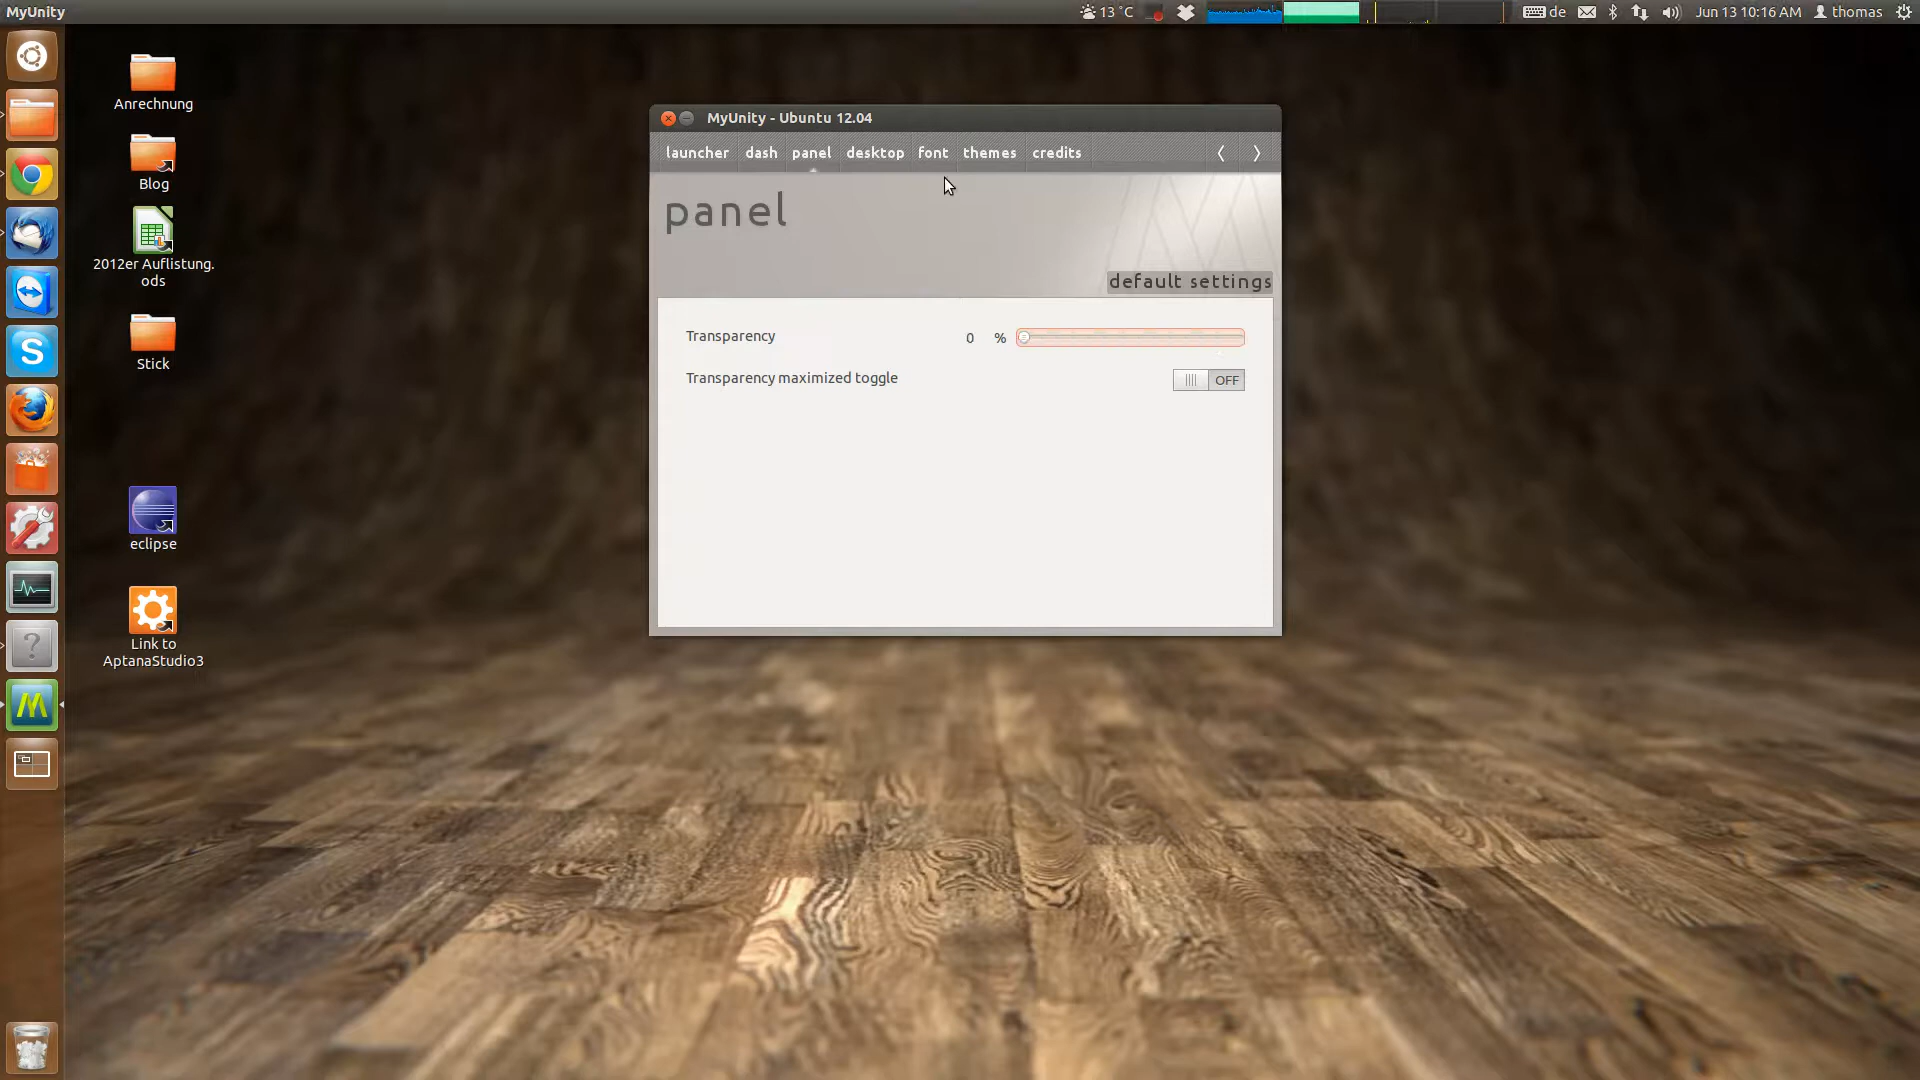 MyUnity
13 °C
de
Jun 13 10:16 AM
thomas
Anrechnung
Blog
2012er Auflistung.
ods
Stick
eclipse
Link to
AptanaStudio3
MyUnity - Ubuntu 12.04
launcher dash panel desktop font themes credits
panel
default settings
Transparency 0 %
Transparency maximized toggle OFF